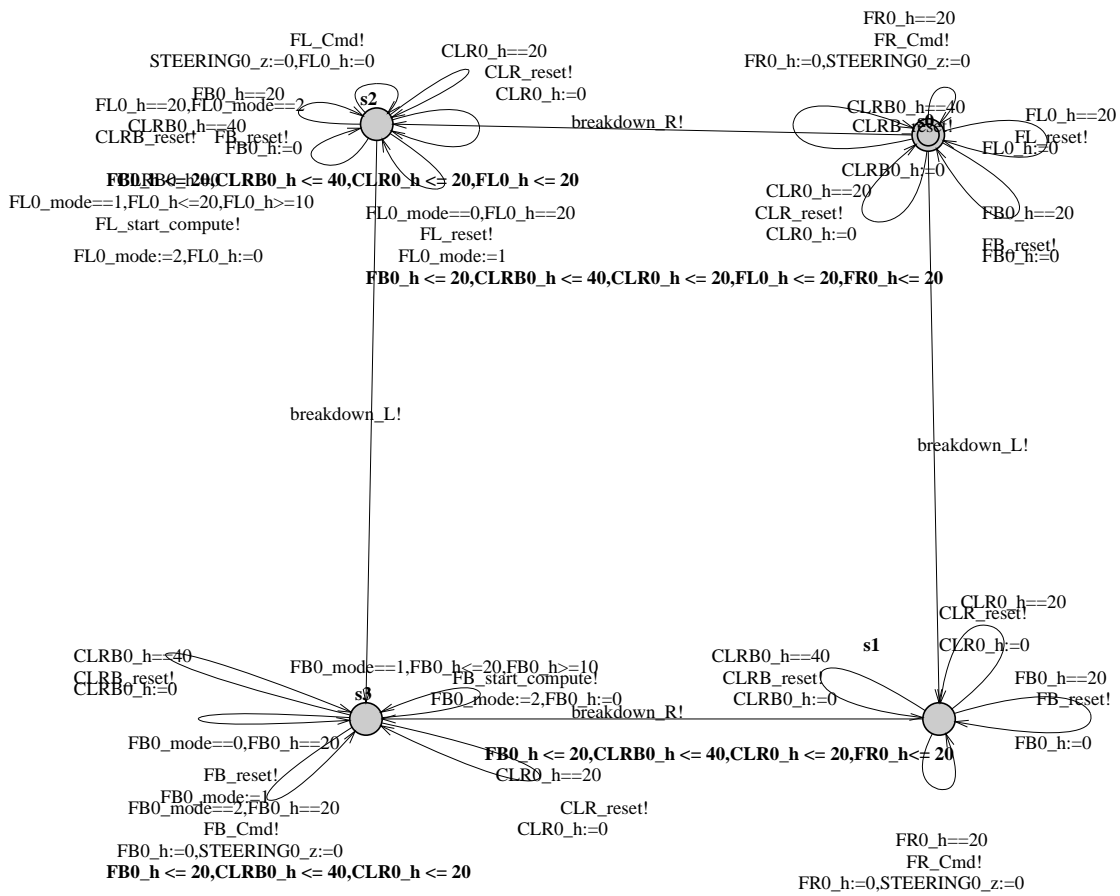 FL_Cmd!
STEERING0_z:=0,FL0_h:=0
CLR0_h==20
CLR_reset!
CLR0_h:=0
FR0_h==20
FR_Cmd!
FR0_h:=0,STEERING0_z:=0
s2
FB0_h==20
FL0_h==20,FL0_mode==2
CLRB0_h==40
CLRB_reset!
FB_reset!
FB0_h:=0
breakdown_R!
CLRB0_h==40
CLRB_reset!
s0
CLRB0_h:=0
FL0_h==20
FL_reset!
FL0_h:=0
CLRB0_h:=0
FB0_h <= 20,CLRB0_h <= 40,CLR0_h <= 20,FL0_h <= 20
FL0_mode==1,FL0_h<=20,FL0_h>=10
FL_start_compute!
FL0_mode:=2,FL0_h:=0
FL0_mode==0,FL0_h==20
FL_reset!
FL0_mode:=1
CLR0_h==20
CLR_reset!
CLR0_h:=0
FB0_h==20
FB_reset!
FB0_h:=0
FB0_h <= 20,CLRB0_h <= 40,CLR0_h <= 20,FL0_h <= 20,FR0_h<= 20
breakdown_L!
breakdown_L!
CLR0_h==20
CLR_reset!
CLR0_h:=0
s1
CLRB0_h==40
CLRB_reset!
CLRB0_h:=0
FB0_mode==1,FB0_h<=20,FB0_h>=10
FB_start_compute!
FB0_mode:=2,FB0_h:=0
s3
CLRB0_h==40
CLRB_reset!
CLRB0_h:=0
FB0_h==20
FB_reset!
FB0_h:=0
breakdown_R!
FB0_mode==0,FB0_h==20
FB_reset!
FB0_mode:=1
FB0_h <= 20,CLRB0_h <= 40,CLR0_h <= 20,FR0_h<= 20
CLR0_h==20
CLR_reset!
CLR0_h:=0
FB0_mode==2,FB0_h==20
FB_Cmd!
FB0_h:=0,STEERING0_z:=0
FB0_h <= 20,CLRB0_h <= 40,CLR0_h <= 20
FR0_h==20
FR_Cmd!
FR0_h:=0,STEERING0_z:=0